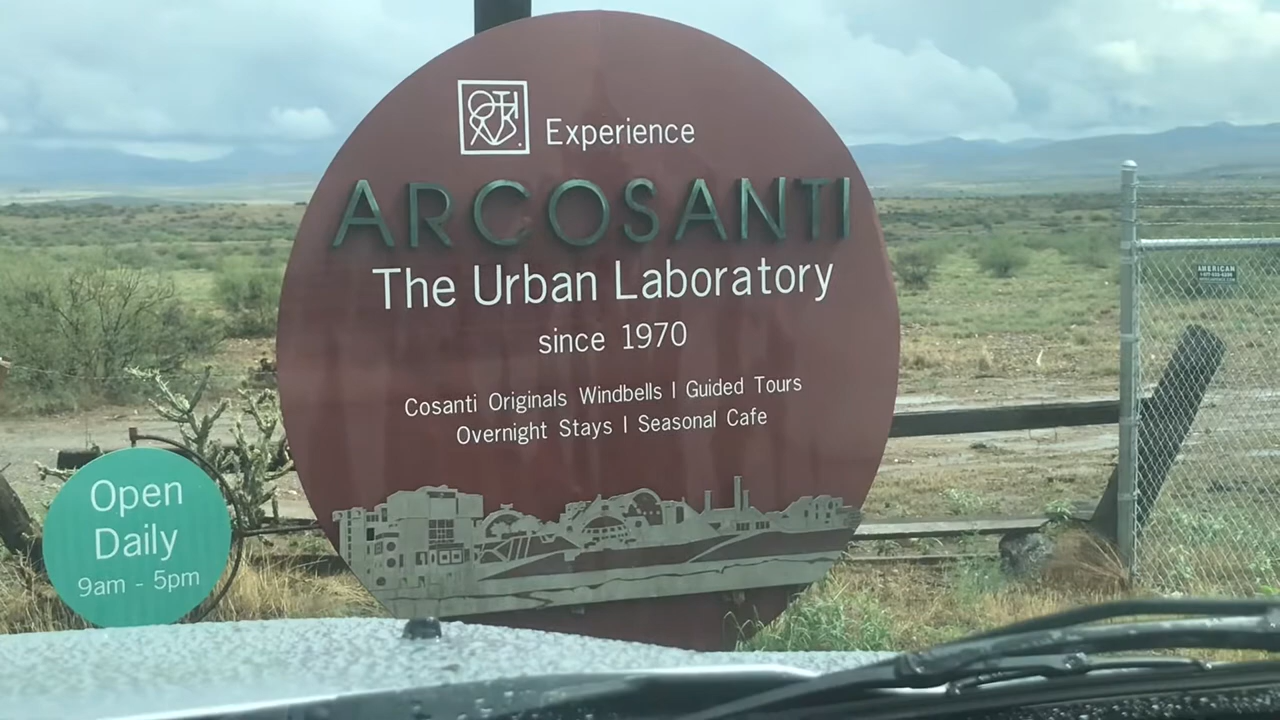 Experience
ARCOSANTI
The Urban Laboratory
since 1970
Cosanti Originals Windbells | Guided Tours
Overnight Stays | Seasonal Cafe
Open
Daily
9am - 5pm
AMERICAN